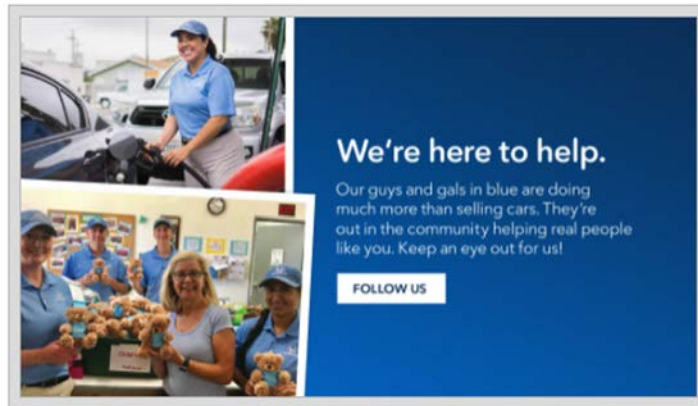 We're here to help.
Our guys and gals in blue are doing
much more than selling cars. They're
out in the community helping real people
like you. Keep an eye out for us!
FOLLOW US